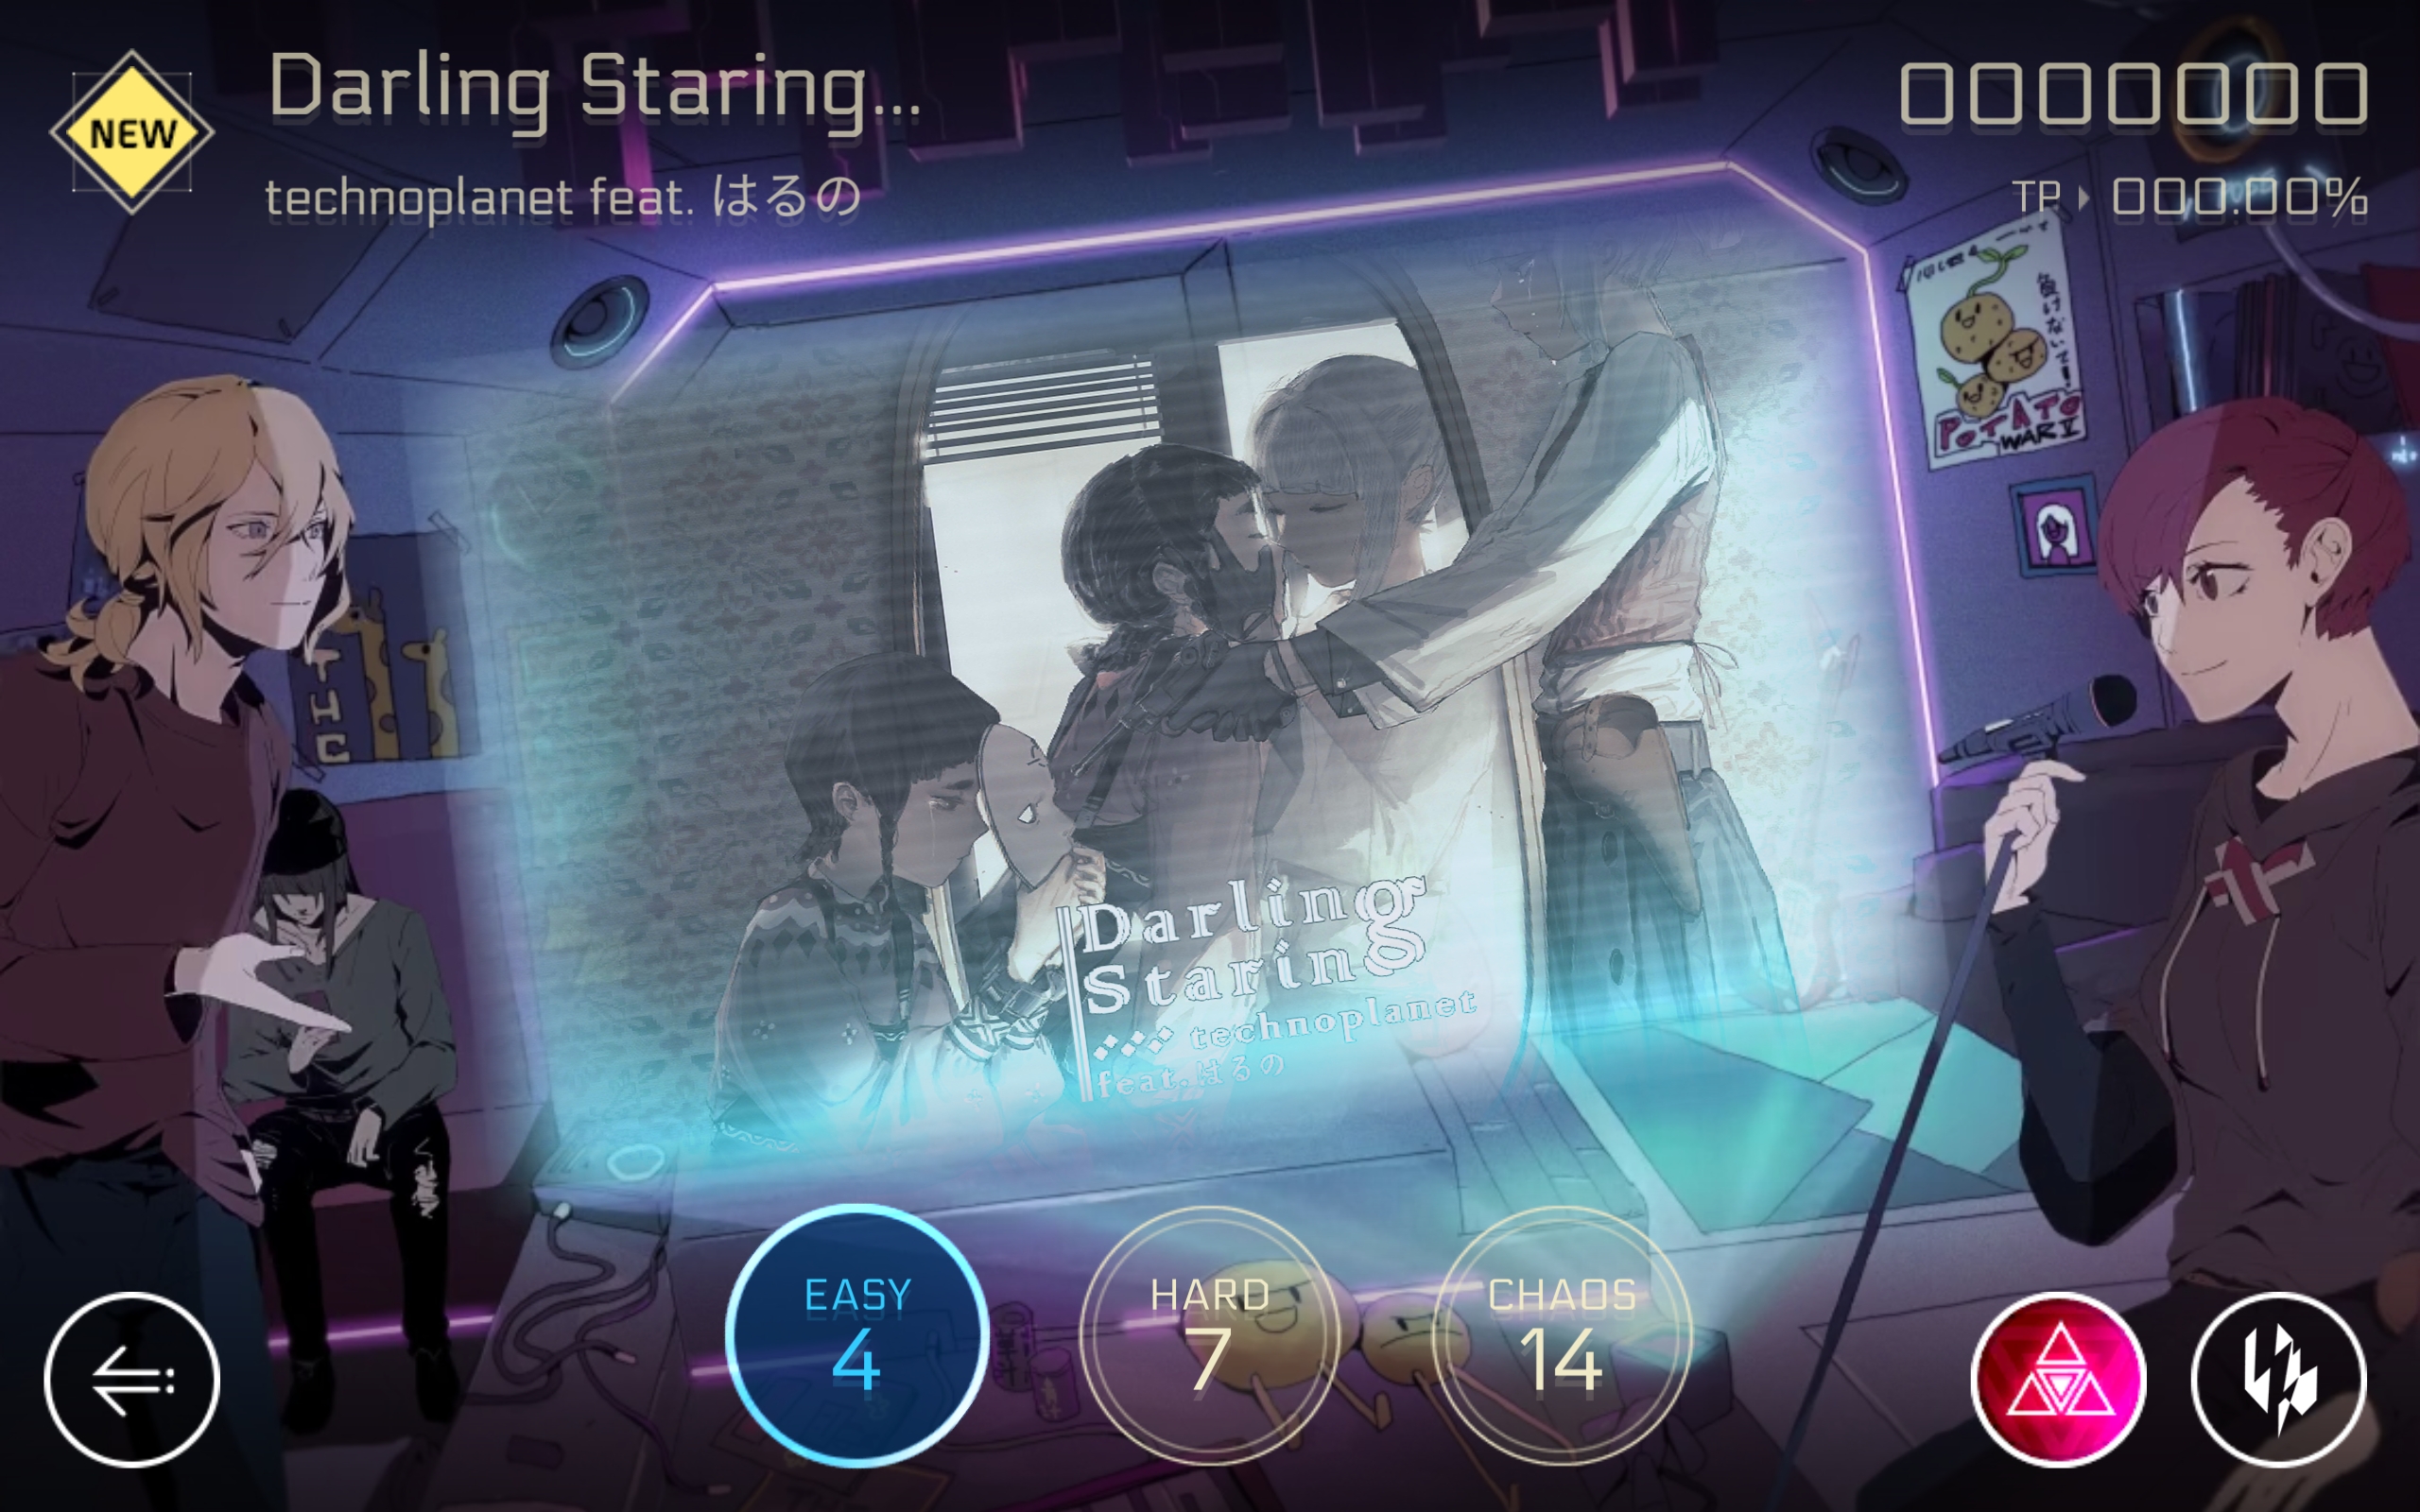 NEW
Darling Staring...
technoplanet feat. はるの
0000000
TP 000.00%
負けないで!
POTATO
WAR V
THC
Darling
Staring
technoplanet
feat.はるの
EASY
4
HARD
7
CHAOS
14